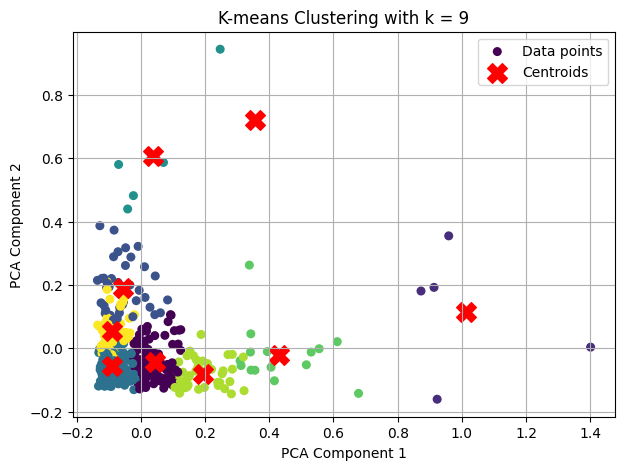 K-means Clustering with k = 9
Data points
Centroids
PCA Component 2
0.8
0.6
0.4
0.2
0.0
−0.2
−0.2 0.0 0.2 0.4 0.6 0.8 1.0 1.2 1.4
PCA Component 1